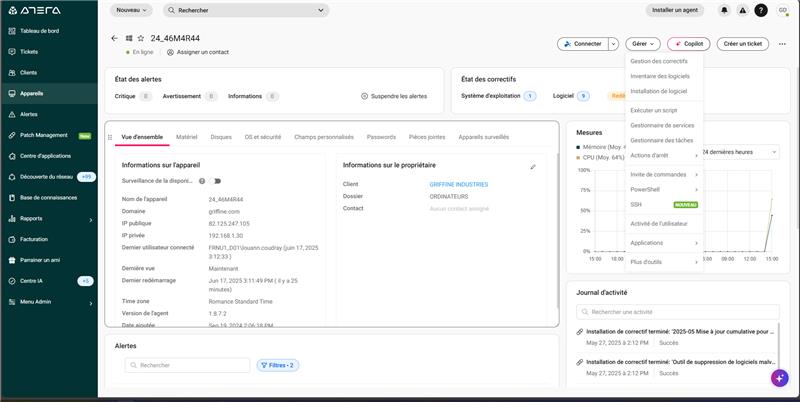 ATERA
Nouveau
Rechercher
Installer un agent
GD
Tableau de bord
Tickets
Clients
Appareils
Alertes
Patch Management New
Centre d'applications
Découverte du réseau +99
Base de connaissances
Rapports
Facturation
Parrainer un ami
Centre IA +5
Menu Admin
24_46M4R44
En ligne
Assigner un contact
Connecter
Gérer
Copilot
Créer un ticket
État des alertes
Critique 0 Avertissement 0 Informations 0
Suspendre les alertes
État des correctifs
Système d'exploitation 1 Logiciel 9
Gestion des correctifs
Inventaire des logiciels
Installation de logiciel
Exécuter un script
Gestionnaire de services
Gestionnaire des tâches
Actions d'arrêt
Invite de commandes
PowerShell
SSH NOUVEAU
Activité de l'utilisateur
Applications
Plus d'outils
Vue d'ensemble Matériel Disques OS et sécurité Champs personnalisés Passwords Pièces jointes Appareils surveillés
Informations sur l'appareil
Surveillance de la disponi...
Nom de l'appareil 24_46M4R44
Domaine griffine.com
IP publique 82.125.247.105
IP privée 192.168.1.30
Dernier utilisateur connecté FRNU1_D01\louann.coudray (juin 17, 2025 3:12:33 )
Dernière vue Maintenant
Dernier redémarrage Jun 17, 2025 3:11:49 PM ( il y a 25 minutes)
Time zone Romance Standard Time
Version de l'agent 1.8.7.2
Date ajoutée Sep 19, 2024 2:06:18 PM
Informations sur le propriétaire
Client GRIFFINE INDUSTRIES
Dossier ORDINATEURS
Contact Aucun contact assigné
Mesures
Mémoire (Moy.
CPU (Moy. 64%)
24 dernières heures
100%
75%
50%
25%
0%
15:00 18:00 21:00 00:00 03:00 06:00 09:00 12:00 15:00
Alertes
Rechercher
Filtres • 2
Journal d'activité
Rechercher une activité
Installation de correctif terminé: '2025-05 Mise à jour cumulative pour ...
May 27, 2025 à 2:12 PM Succès
Installation de correctif terminé: 'Outil de suppression de logiciels malv...
May 27, 2025 à 2:12 PM Succès